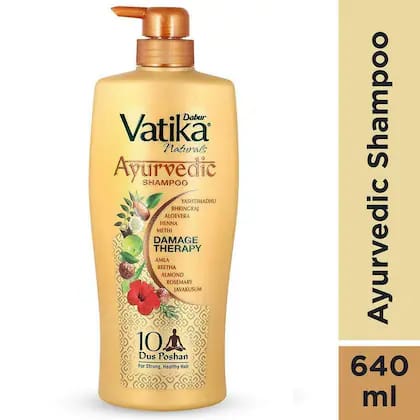 Dabur
Vatika®
Naturals
Ayurvedic
SHAMPOO
YASHTIMADHU
BHRINGRAJ
ALOEVERA
HENNA
METHI
DAMAGE
THERAPY
AMLA
REETHA
ALMOND
ROSEMARY
JAVAKUSUM
10
Dus Poshan
For Strong, Healthy Hair
Ayurvedic Shampoo
640
ml